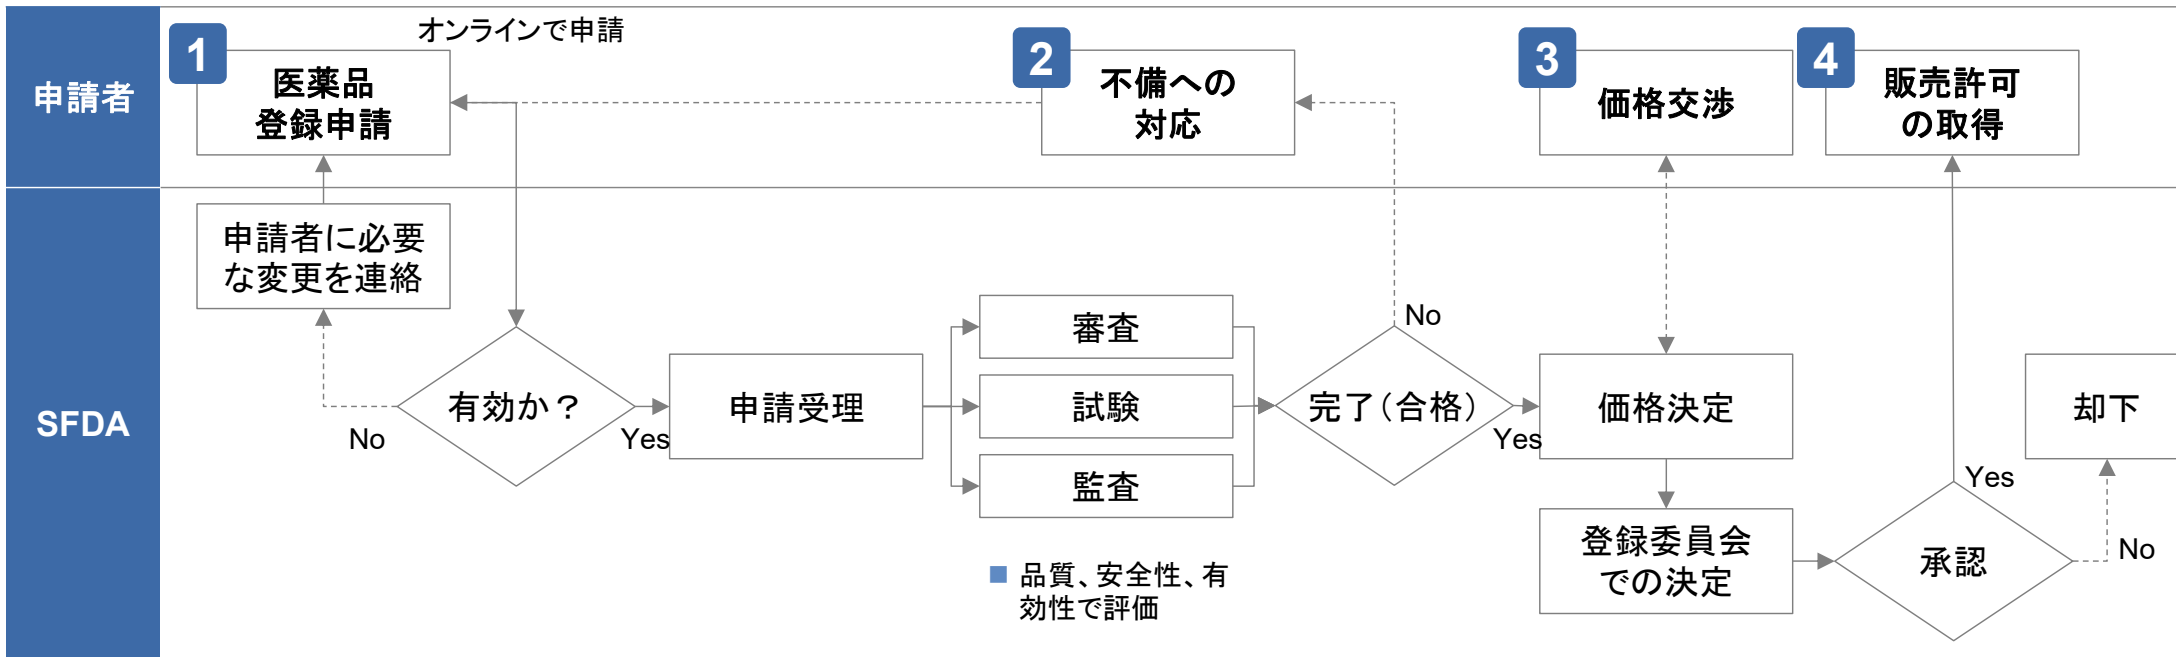 オンラインで申請
申請者
1
医薬品
登録申請
2
不備への
対応
3
価格交渉
4
販売許可
の取得
SFDA
申請者に必要
な変更を連絡
No
有効か？
Yes
申請受理
審査
試験
監査
品質、安全性、有
効性で評価
No
完了（合格）
Yes
価格決定
登録委員会
での決定
承認
Yes
No
却下